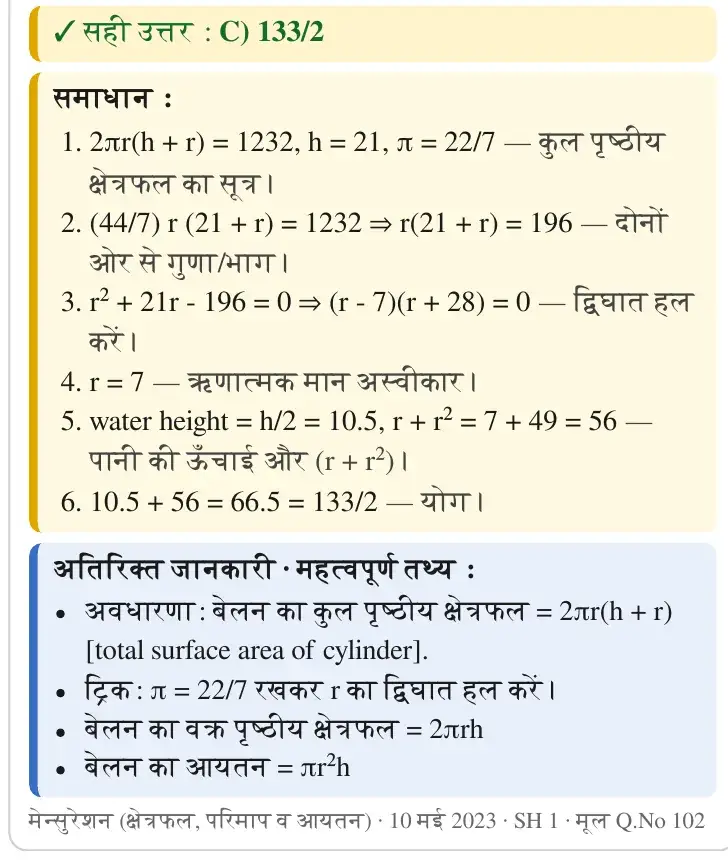 ✓ सही उत्तर : C) 133/2
समाधान :
1. 2πr(h + r) = 1232, h = 21, π = 22/7 — कुल पृष्ठीय
क्षेत्रफल का सूत्र।
2. (44/7) r (21 + r) = 1232 ⇒ r(21 + r) = 196 — दोनों
ओर से गुणा/भाग।
3. r² + 21r - 196 = 0 ⇒ (r - 7)(r + 28) = 0 — द्विघात हल
करें।
4. r = 7 — ऋणात्मक मान अस्वीकार।
5. water height = h/2 = 10.5, r + r² = 7 + 49 = 56 —
पानी की ऊँचाई और (r + r²)।
6. 10.5 + 56 = 66.5 = 133/2 — योग।
अतिरिक्त जानकारी · महत्वपूर्ण तथ्य :
• अवधारणा : बेलन का कुल पृष्ठीय क्षेत्रफल = 2πr(h + r)
[total surface area of cylinder].
• ट्रिक : π = 22/7 रखकर r का द्विघात हल करें।
• बेलन का वक्र पृष्ठीय क्षेत्रफल = 2πrh
• बेलन का आयतन = πr²h
मेन्सुरेशन (क्षेत्रफल, परिमाप व आयतन) · 10 मई 2023 · SH 1 · मूल Q.No 102